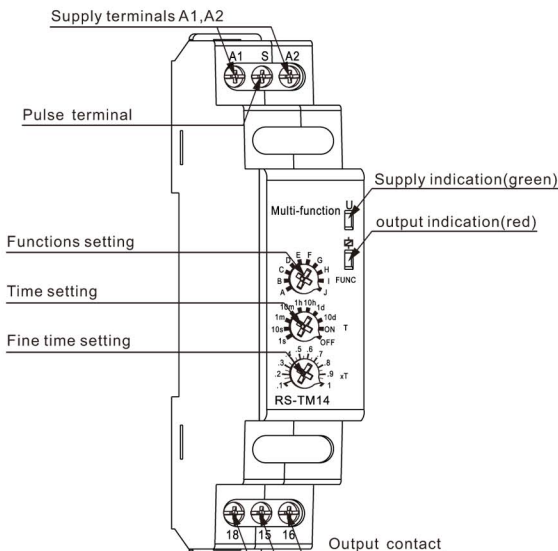 Supply terminals A1,A2
A1 S A2
Pulse terminal
Supply indication(green)
U
Multi-function
output indication(red)
Functions setting
A B C D E F G H I J
FUNC
Time setting
1s 10s 1m 10m 1h 10h 1d 10d ON OFF
T
Fine time setting
.1 .2 .3 .4 .5 .6 .7 .8 .9 1
xT
RS-TM14
18 15 16
Output contact